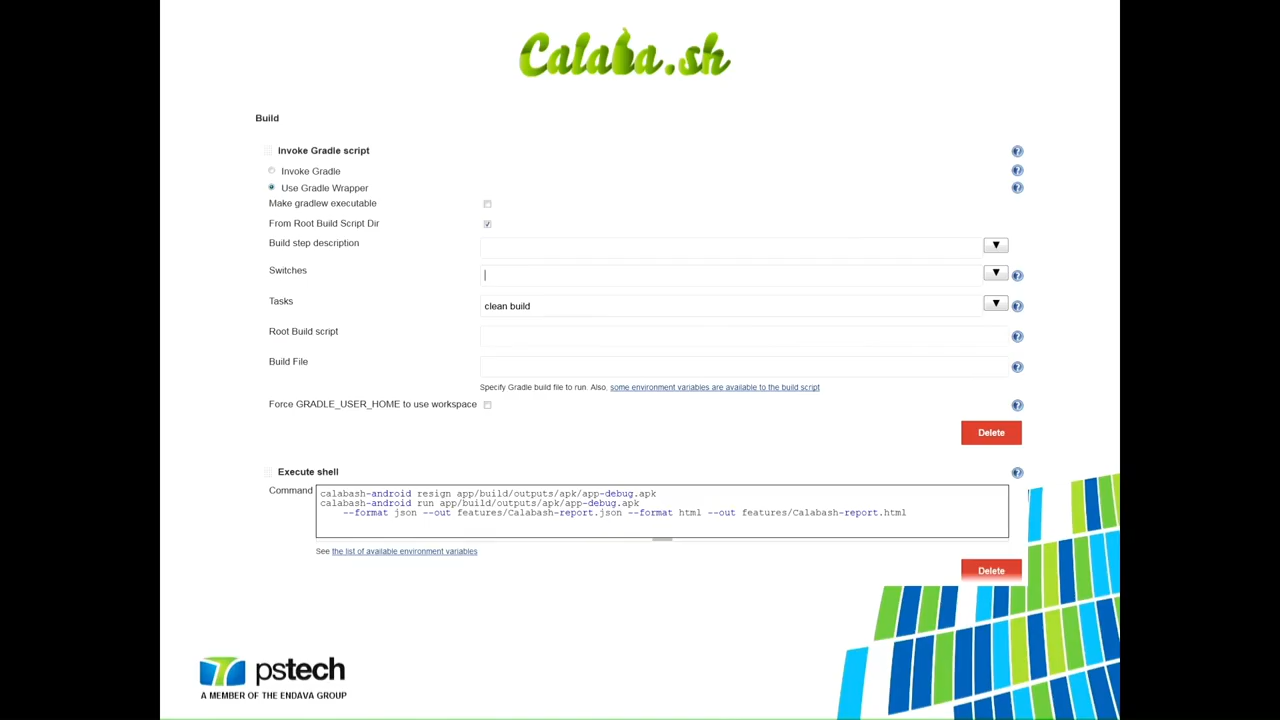 Calaba.sh
Build
Invoke Gradle script
Invoke Gradle
Use Gradle Wrapper
Make gradlew executable
From Root Build Script Dir
Build step description
Switches
Tasks
clean build
Root Build script
Build File
Specify Gradle build file to run. Also, some environment variables are available to the build script
Force GRADLE_USER_HOME to use workspace
Delete
Execute shell
Command
calabash-android resign app/build/outputs/apk/app-debug.apk
calabash-android run app/build/outputs/apk/app-debug.apk
--format json --out features/Calabash-report.json --format html --out features/Calabash-report.html
See the list of available environment variables
Delete
pstech
A MEMBER OF THE ENDAVA GROUP